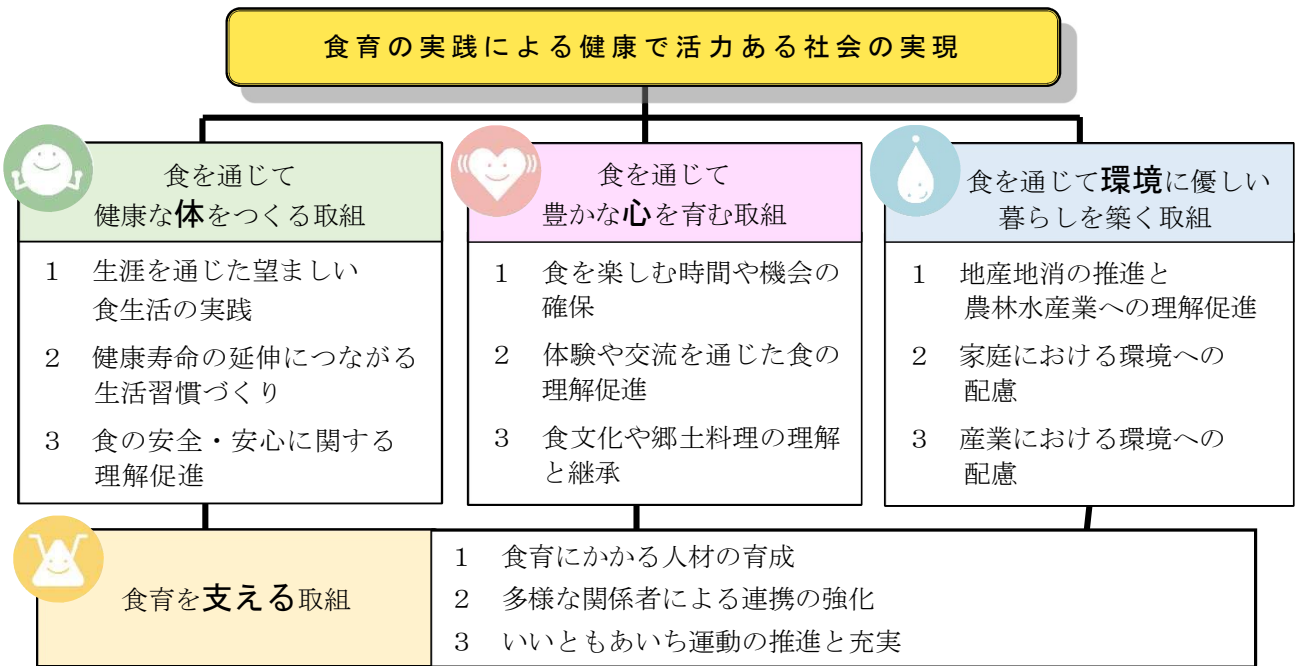 食育の実践による健康で活力ある社会の実現
食を通じて
健康な体をつくる取組
1 生涯を通じた望ましい
食生活の実践
2 健康寿命の延伸につながる
生活習慣づくり
3 食の安全・安心に関する
理解促進
食を通じて
豊かな心を育む取組
1 食を楽しむ時間や機会の
確保
2 体験や交流を通じた食の
理解促進
3 食文化や郷土料理の理解
と継承
食を通じて環境に優しい
暮らしを築く取組
1 地産地消の推進と
農林水産業への理解促進
2 家庭における環境への
配慮
3 産業における環境への
配慮
食育を支える取組
1 食育にかかる人材の育成
2 多様な関係者による連携の強化
3 いいともあいち運動の推進と充実